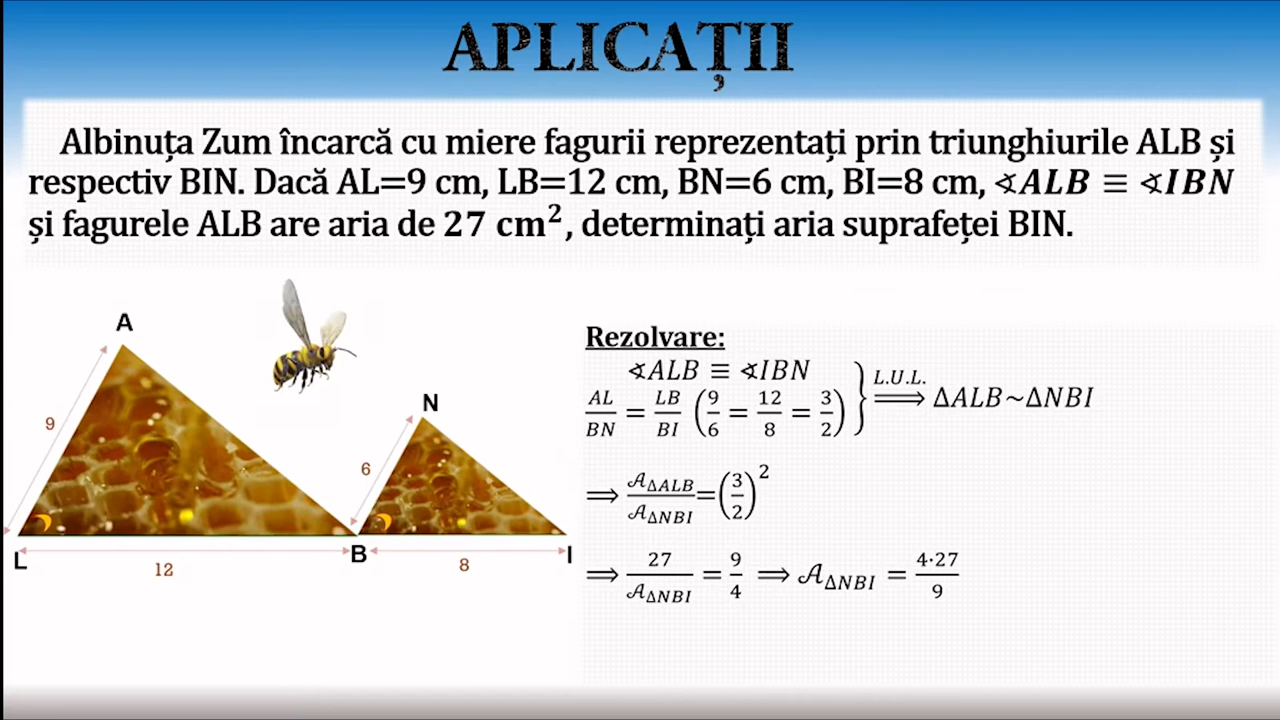 APLICAȚII
Albinuța Zum încarcă cu miere fagurii reprezentați prin triunghiurile ALB și
respectiv BIN. Dacă AL=9 cm, LB=12 cm, BN=6 cm, BI=8 cm, ∢ALB ≡ ∢IBN
și fagurele ALB are aria de 27 cm², determinați aria suprafeței BIN.
A
N
9
6
L
B
I
12
8
Rezolvare:
∢ALB ≡ ∢IBN
AL/BN = LB/BI (9/6 = 12/8 = 3/2) } L.U.L. ⟹ ΔALB~ΔNBI
⟹ 𝒜ΔALB/𝒜ΔNBI = (3/2)²
⟹ 27/𝒜ΔNBI = 9/4 ⟹ 𝒜ΔNBI = 4·27/9